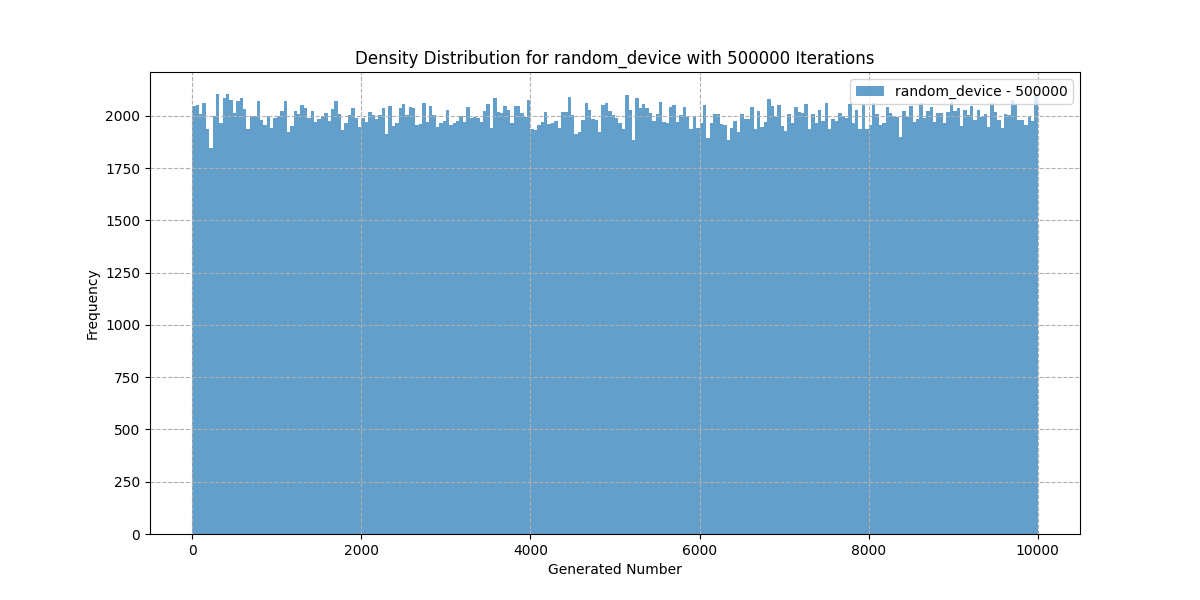 Density Distribution for random_device with 500000 Iterations
random_device - 500000
2000
1750
1500
1250
1000
750
500
250
0
Frequency
0 2000 4000 6000 8000 10000
Generated Number